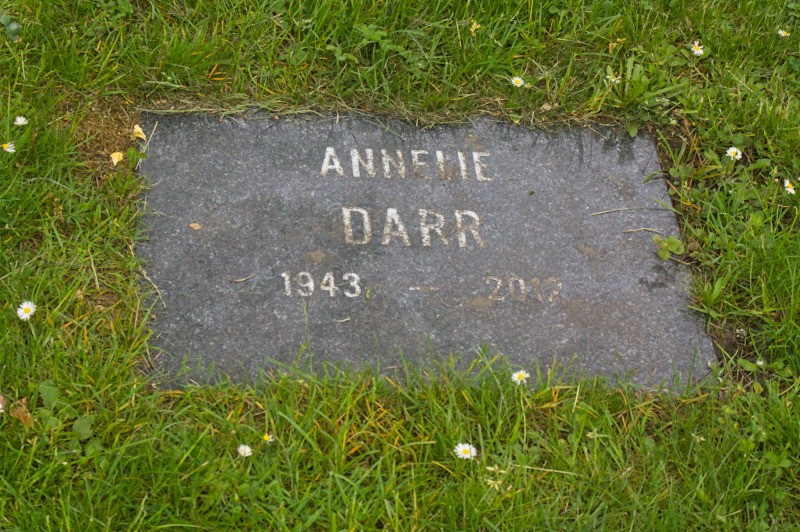 ANNELIE
DARR
1943 —